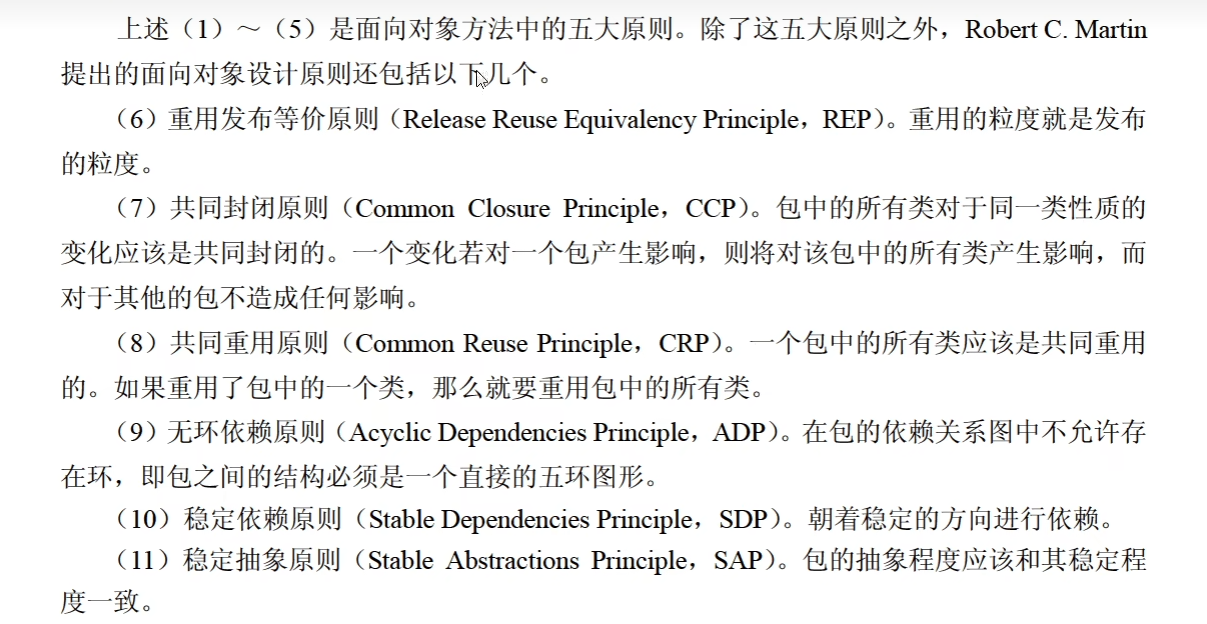 上述（1）～（5）是面向对象方法中的五大原则。除了这五大原则之外，Robert C. Martin
提出的面向对象设计原则还包括以下几个。
（6）重用发布等价原则（Release Reuse Equivalency Principle，REP）。重用的粒度就是发布
的粒度。
（7）共同封闭原则（Common Closure Principle，CCP）。包中的所有类对于同一类性质的
变化应该是共同封闭的。一个变化若对一个包产生影响，则将对该包中的所有类产生影响，而
对于其他的包不造成任何影响。
（8）共同重用原则（Common Reuse Principle，CRP）。一个包中的所有类应该是共同重用
的。如果重用了包中的一个类，那么就要重用包中的所有类。
（9）无环依赖原则（Acyclic Dependencies Principle，ADP）。在包的依赖关系图中不允许存
在环，即包之间的结构必须是一个直接的五环图形。
（10）稳定依赖原则（Stable Dependencies Principle，SDP）。朝着稳定的方向进行依赖。
（11）稳定抽象原则（Stable Abstractions Principle，SAP）。包的抽象程度应该和其稳定程
度一致。